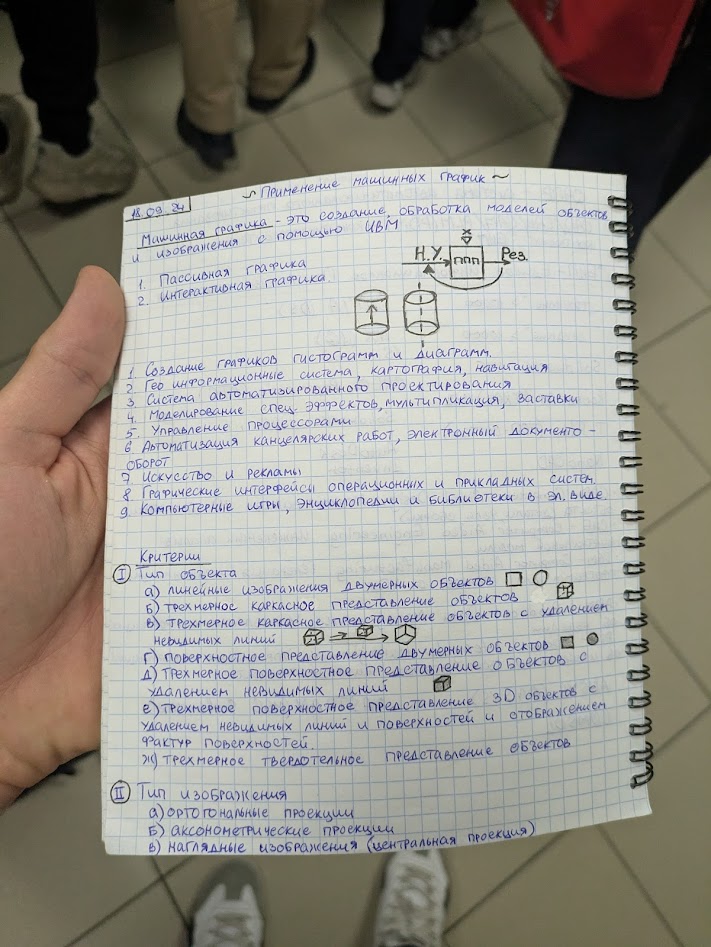 ~ Применение машинных график ~
18.09.24
Машинная графика - это создание, обработка моделей объектов
и изображения с помощью ИВМ
1. Пассивная графика
2. Интерактивная графика
x
Н.У. ППП Рез.
1 Создание графиков гистограмм и диаграмм.
2 Гео информационные система, картография, навигация
3 Система автоматизированного проектирования
4 Моделирование спец. эффектов, мультипликация, заставки
5. Управление процессорами
6 Автоматизация канцелярских работ, электронный документо -
оборот
7 Искусство и рекламы
8 Графические интерфейсы операционных и прикладных систем.
9 Компьютерные игры, энциклопедии и библиотеки в эл. виде.
Критерии
I Тип объекта
а) линейные изображения двумерных объектов
б) трехмерное каркасное представление объектов
в) трехмерное каркасное представление объектов с удалением
невидимых линий
г) поверхностное представление двумерных объектов
д) Трехмерное поверхностное представление объектов с
удалением невидимых линий
е) трехмерное поверхностное представление 3D объектов с
удалением невидимых линий и поверхностей и отображением
фактур поверхностей.
ж) трехмерное твердотельное представление объектов
II Тип изображения
а) ортогональные проекции
б) аксонометрические проекции
в) наглядные изображения (центральная проекция)